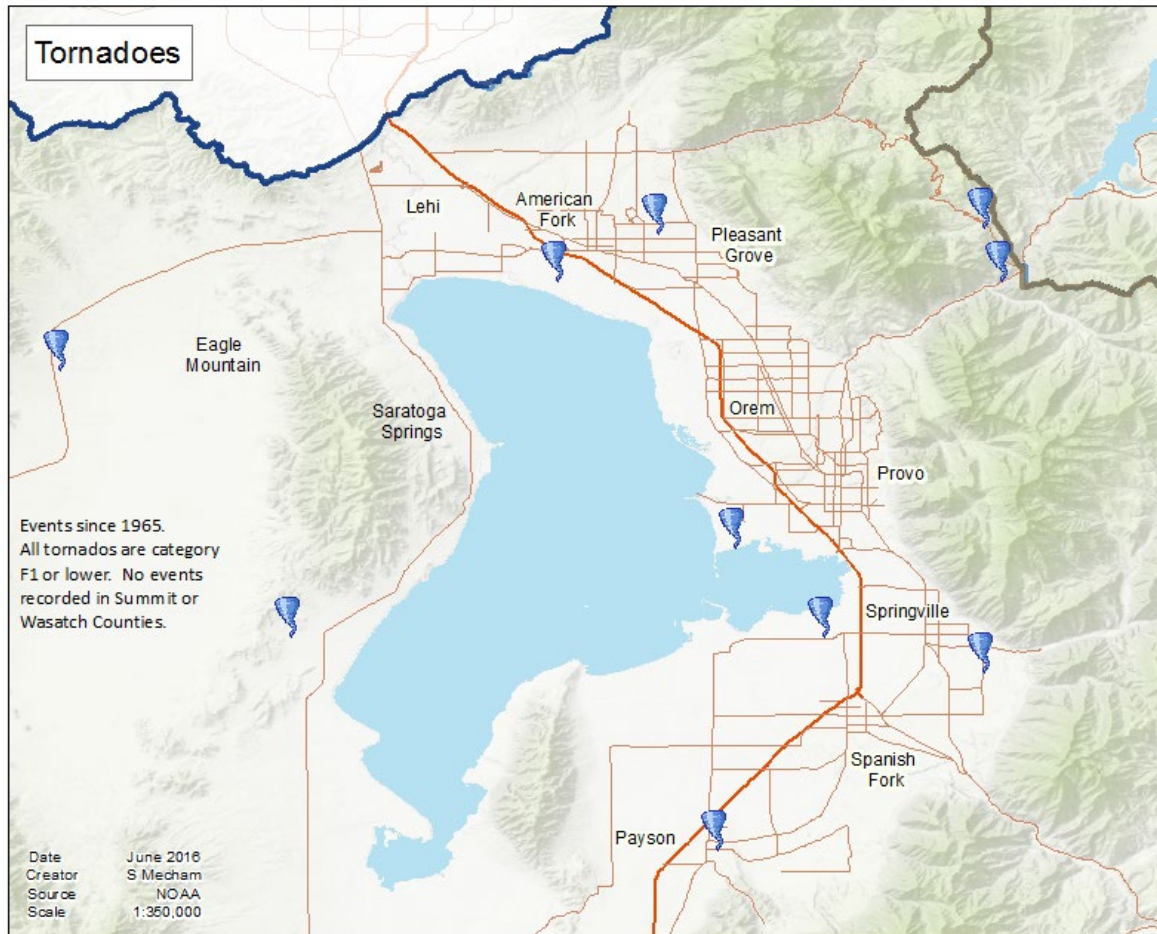 Tornadoes
American
Fork
Lehi
Pleasant
Grove
Eagle
Mountain
Saratoga
Springs
Orem
Provo
Events since 1965.
All tornados are category
F1 or lower.  No events
recorded in Summit or
Wasatch Counties.
Springville
Spanish
Fork
Payson
Date June 2016
Creator S Mecham
Source NOAA
Scale 1:350,000